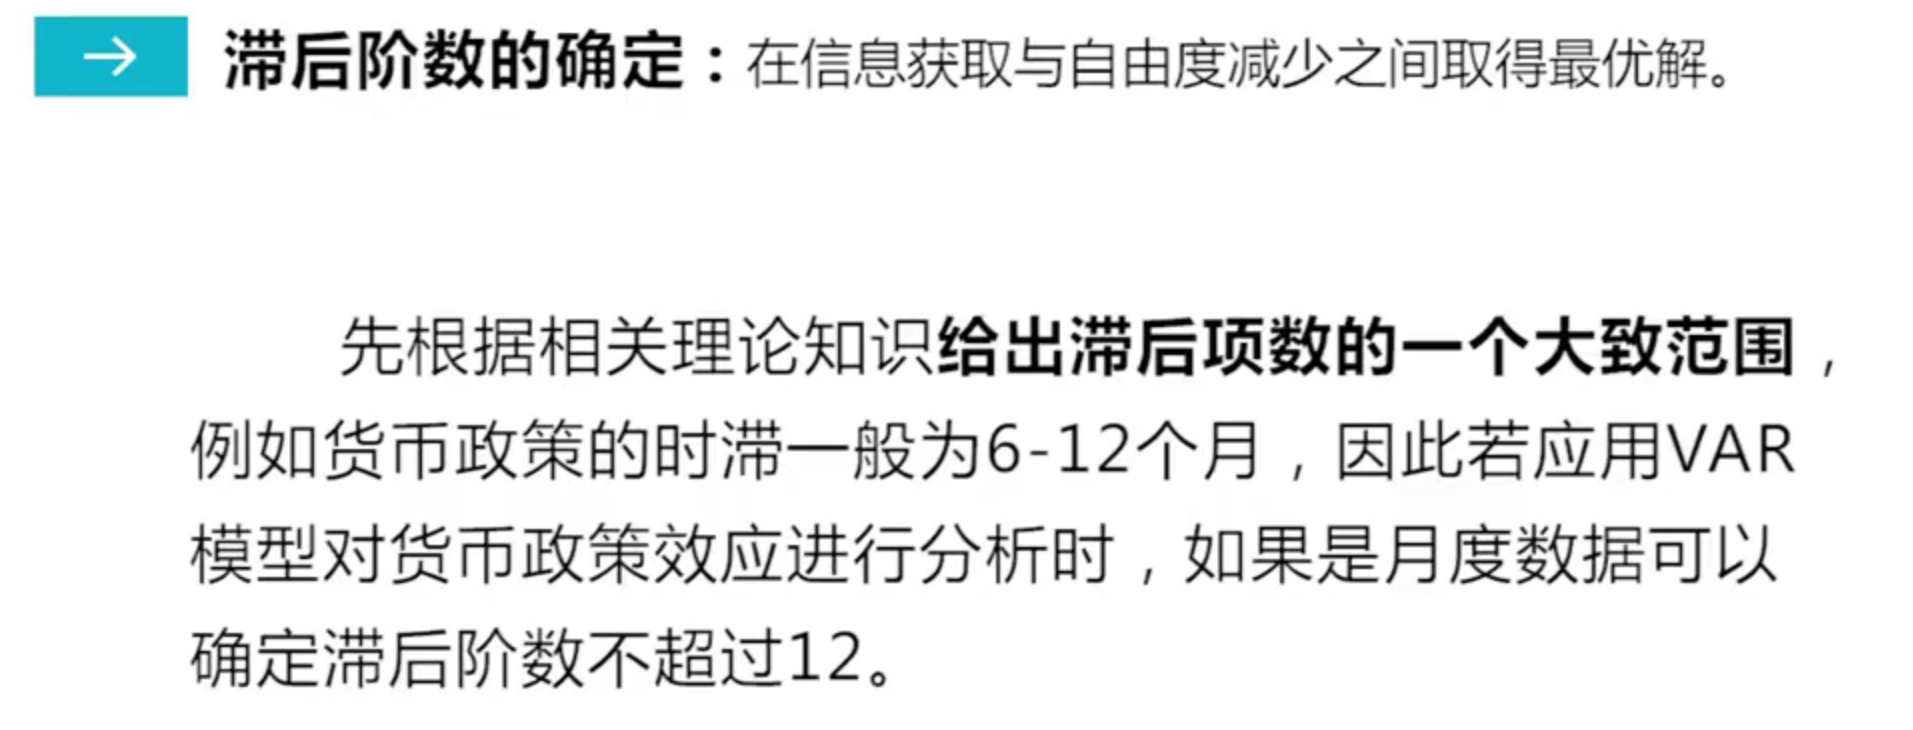 滞后阶数的确定：在信息获取与自由度减少之间取得最优解。
先根据相关理论知识给出滞后项数的一个大致范围，
例如货币政策的时滞一般为6-12个月，因此若应用VAR
模型对货币政策效应进行分析时，如果是月度数据可以
确定滞后阶数不超过12。